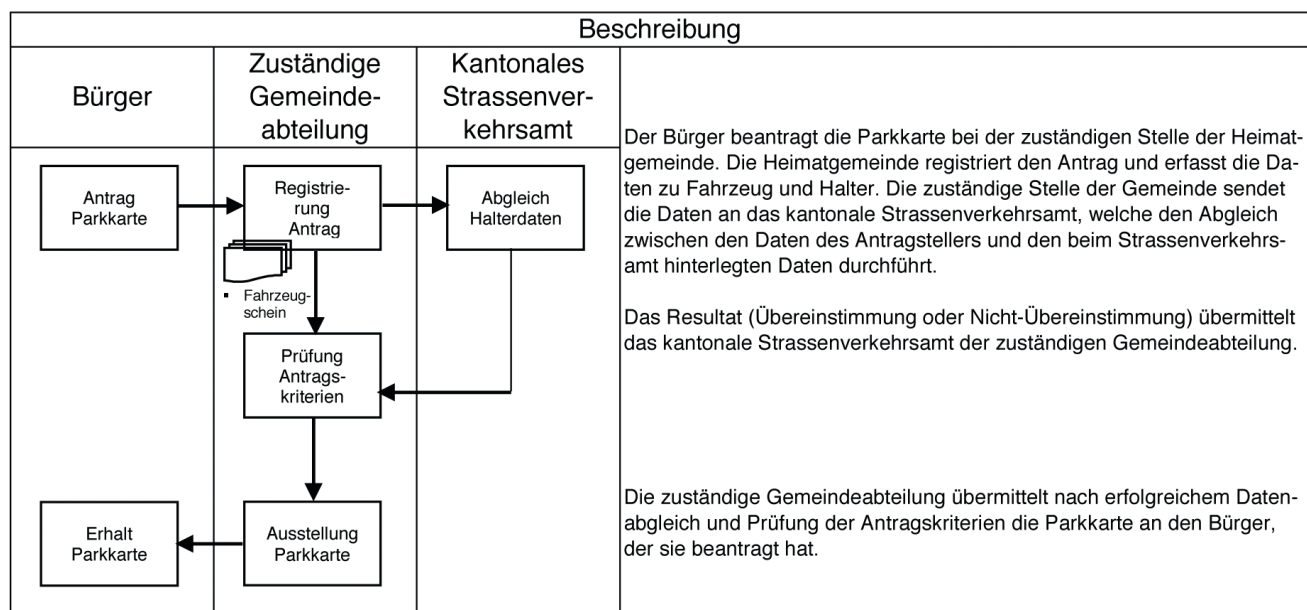 Beschreibung
Bürger
Zuständige
Gemeinde-
abteilung
Kantonales
Strassenver-
kehrsamt
Antrag
Parkkarte
Registrie-
rung
Antrag
Abgleich
Halterdaten
▪ Fahrzeug-
schein
Prüfung
Antrags-
kriterien
Erhalt
Parkkarte
Ausstellung
Parkkarte
Der Bürger beantragt die Parkkarte bei der zuständigen Stelle der Heimat-
gemeinde. Die Heimatgemeinde registriert den Antrag und erfasst die Da-
ten zu Fahrzeug und Halter. Die zuständige Stelle der Gemeinde sendet
die Daten an das kantonale Strassenverkehrsamt, welche den Abgleich
zwischen den Daten des Antragstellers und den beim Strassenverkehrs-
amt hinterlegten Daten durchführt.
Das Resultat (Übereinstimmung oder Nicht-Übereinstimmung) übermittelt
das kantonale Strassenverkehrsamt der zuständigen Gemeindeabteilung.
Die zuständige Gemeindeabteilung übermittelt nach erfolgreichem Daten-
abgleich und Prüfung der Antragskriterien die Parkkarte an den Bürger,
der sie beantragt hat.